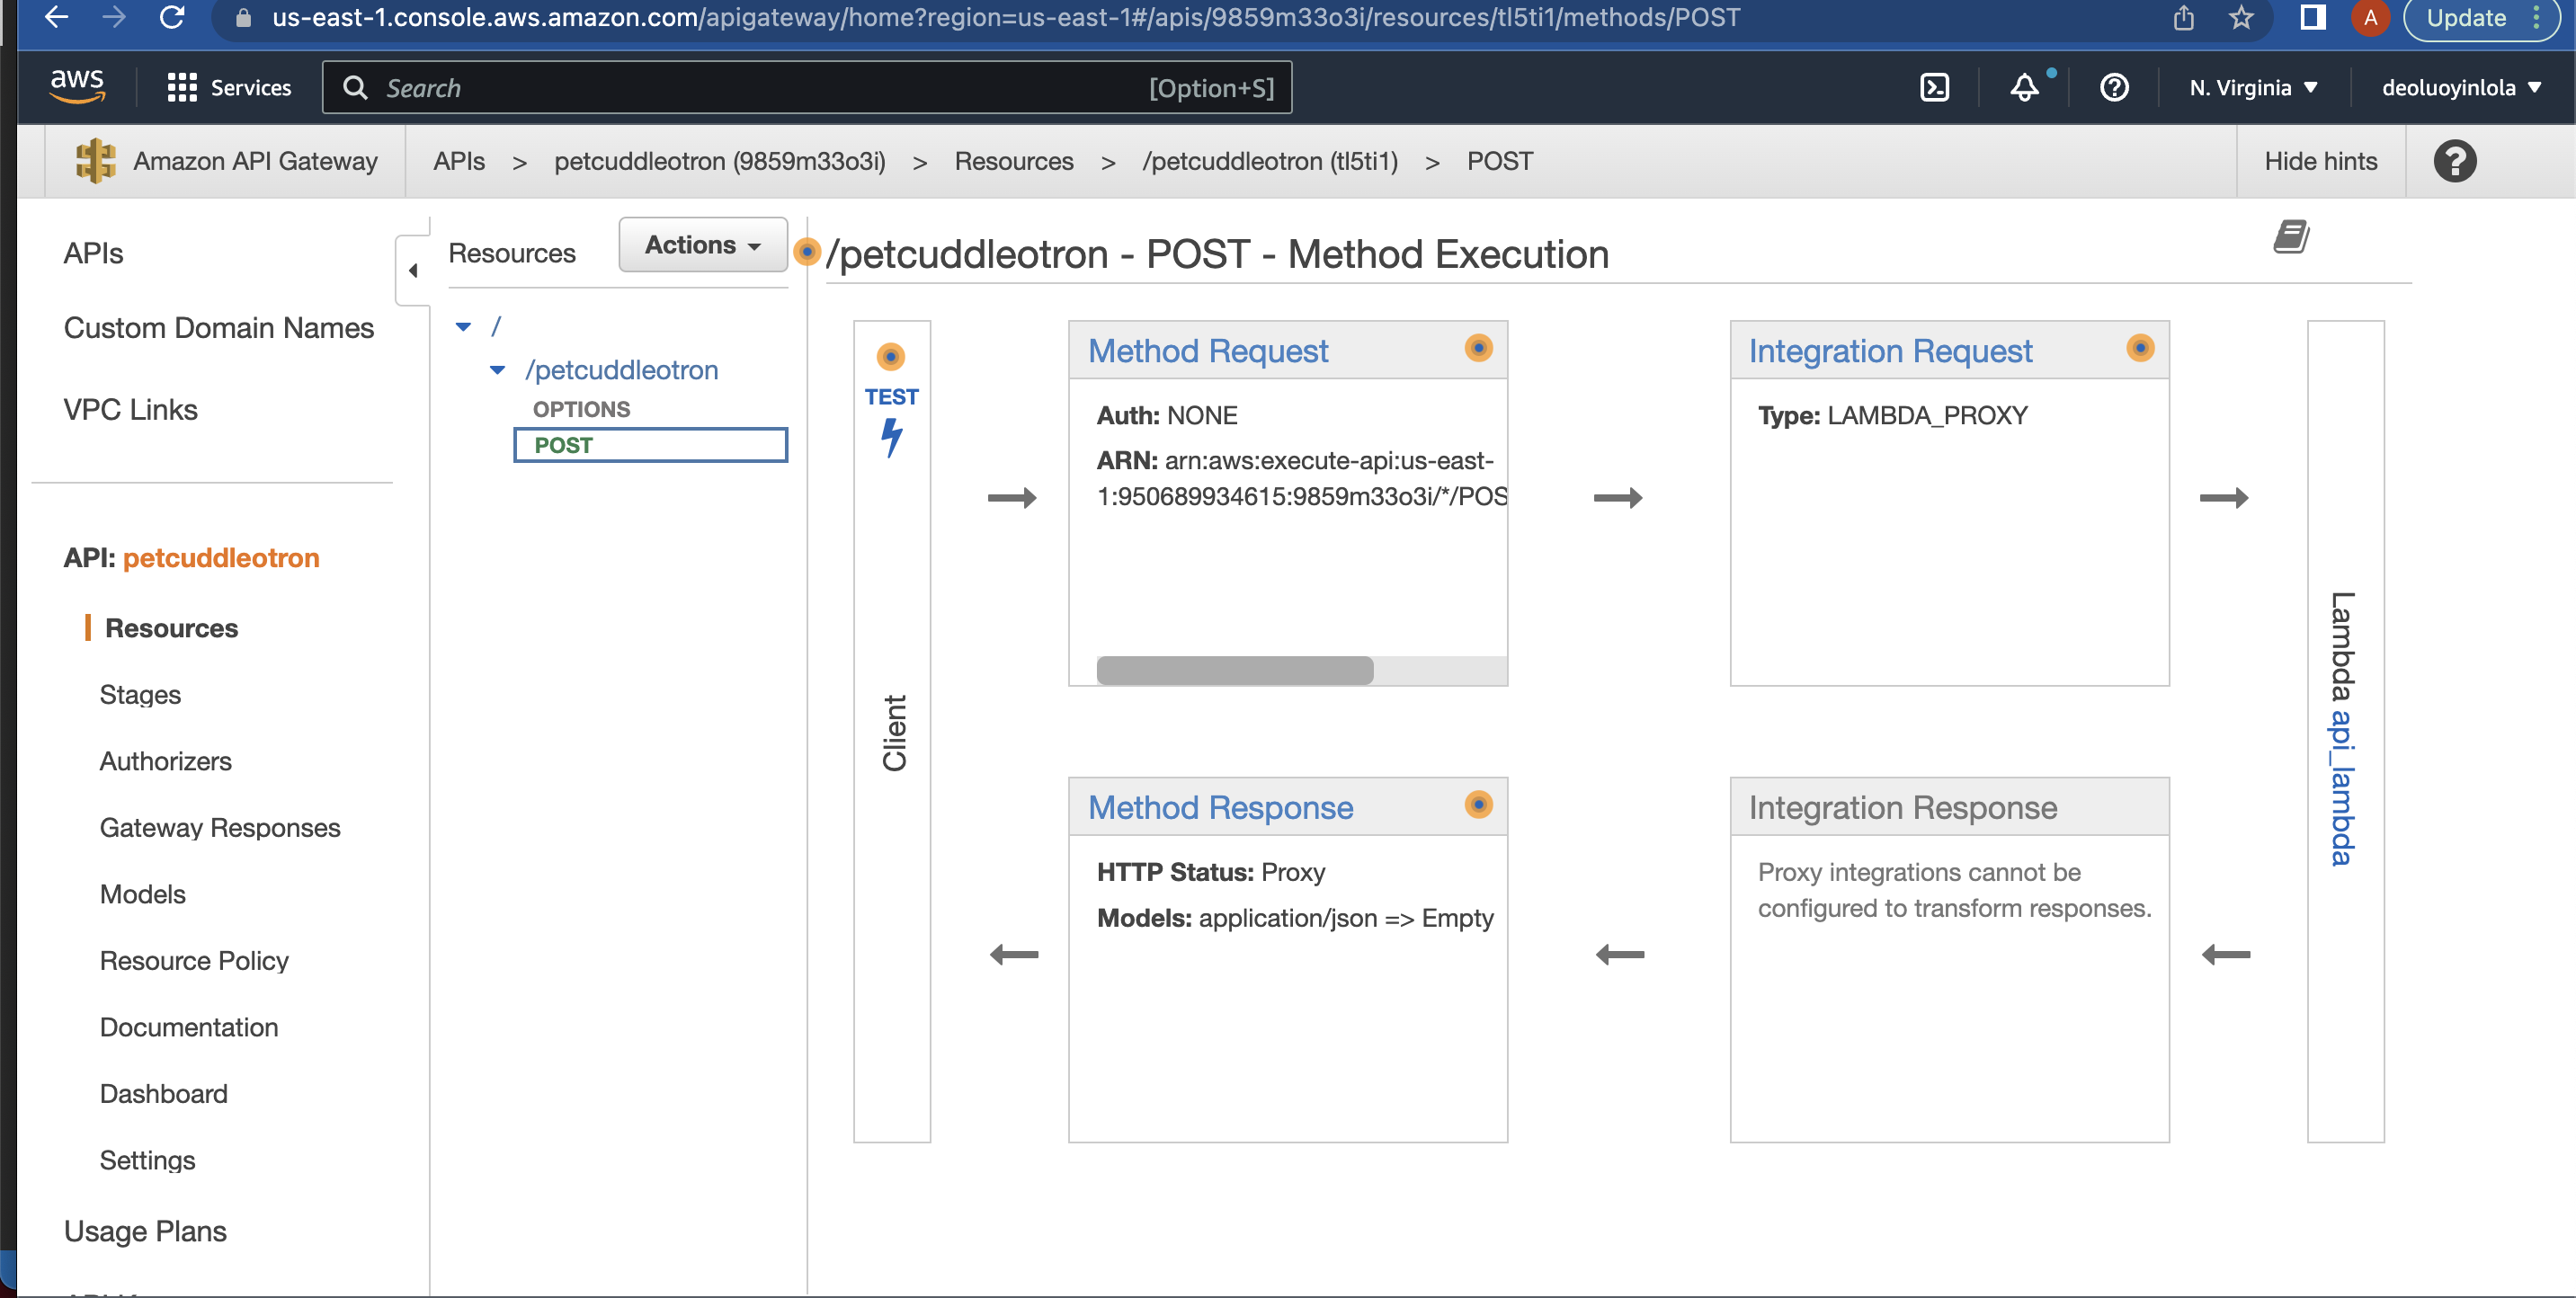 us-east-1.console.aws.amazon.com/apigateway/home?region=us-east-1#/apis/9859m33o3i/resources/tl5ti1/methods/POST
A
Update
aws
Services
Search
[Option+S]
N. Virginia
deoluoyinlola
Amazon API Gateway
APIs > petcuddleotron (9859m33o3i) > Resources > /petcuddleotron (tl5ti1) > POST
Hide hints
APIs
Custom Domain Names
VPC Links
API: petcuddleotron
Resources
Stages
Authorizers
Gateway Responses
Models
Resource Policy
Documentation
Dashboard
Settings
Usage Plans
Resources
Actions
/
/petcuddleotron
OPTIONS
POST
/petcuddleotron - POST - Method Execution
TEST
Client
Method Request
Auth: NONE
ARN: arn:aws:execute-api:us-east-
1:950689934615:9859m33o3i/*/POS
Integration Request
Type: LAMBDA_PROXY
Lambda api_lambda
Method Response
HTTP Status: Proxy
Models: application/json => Empty
Integration Response
Proxy integrations cannot be
configured to transform responses.